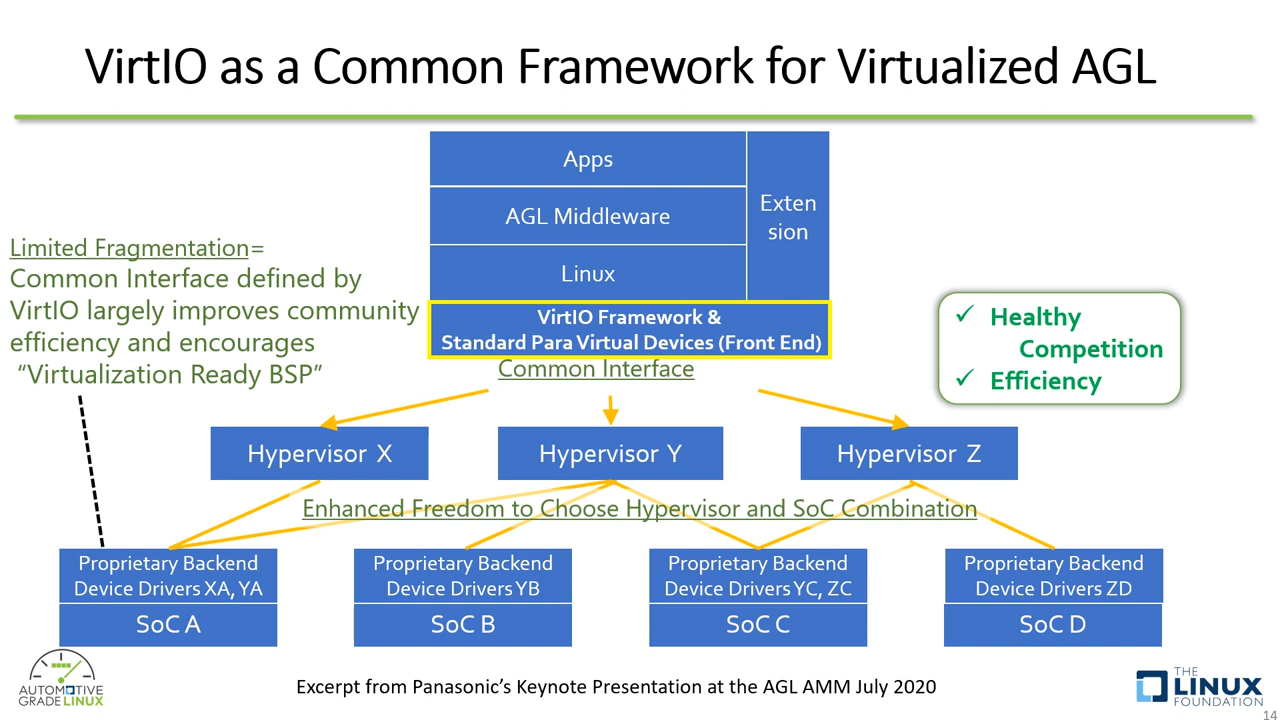 VirtIO as a Common Framework for Virtualized AGL
Apps
AGL Middleware
Linux
Exten
sion
VirtIO Framework &
Standard Para Virtual Devices (Front End)
Common Interface
Limited Fragmentation=
Common Interface defined by
VirtIO largely improves community
efficiency and encourages
“Virtualization Ready BSP”
✓ Healthy
Competition
✓ Efficiency
Hypervisor X
Hypervisor Y
Hypervisor Z
Enhanced Freedom to Choose Hypervisor and SoC Combination
Proprietary Backend
Device Drivers XA, YA
SoC A
Proprietary Backend
Device Drivers YB
SoC B
Proprietary Backend
Device Drivers YC, ZC
SoC C
Proprietary Backend
Device Drivers ZD
SoC D
AUTOMOTIVE
GRADE LINUX
Excerpt from Panasonic’s Keynote Presentation at the AGL AMM July 2020
THE
LINUX
FOUNDATION
14